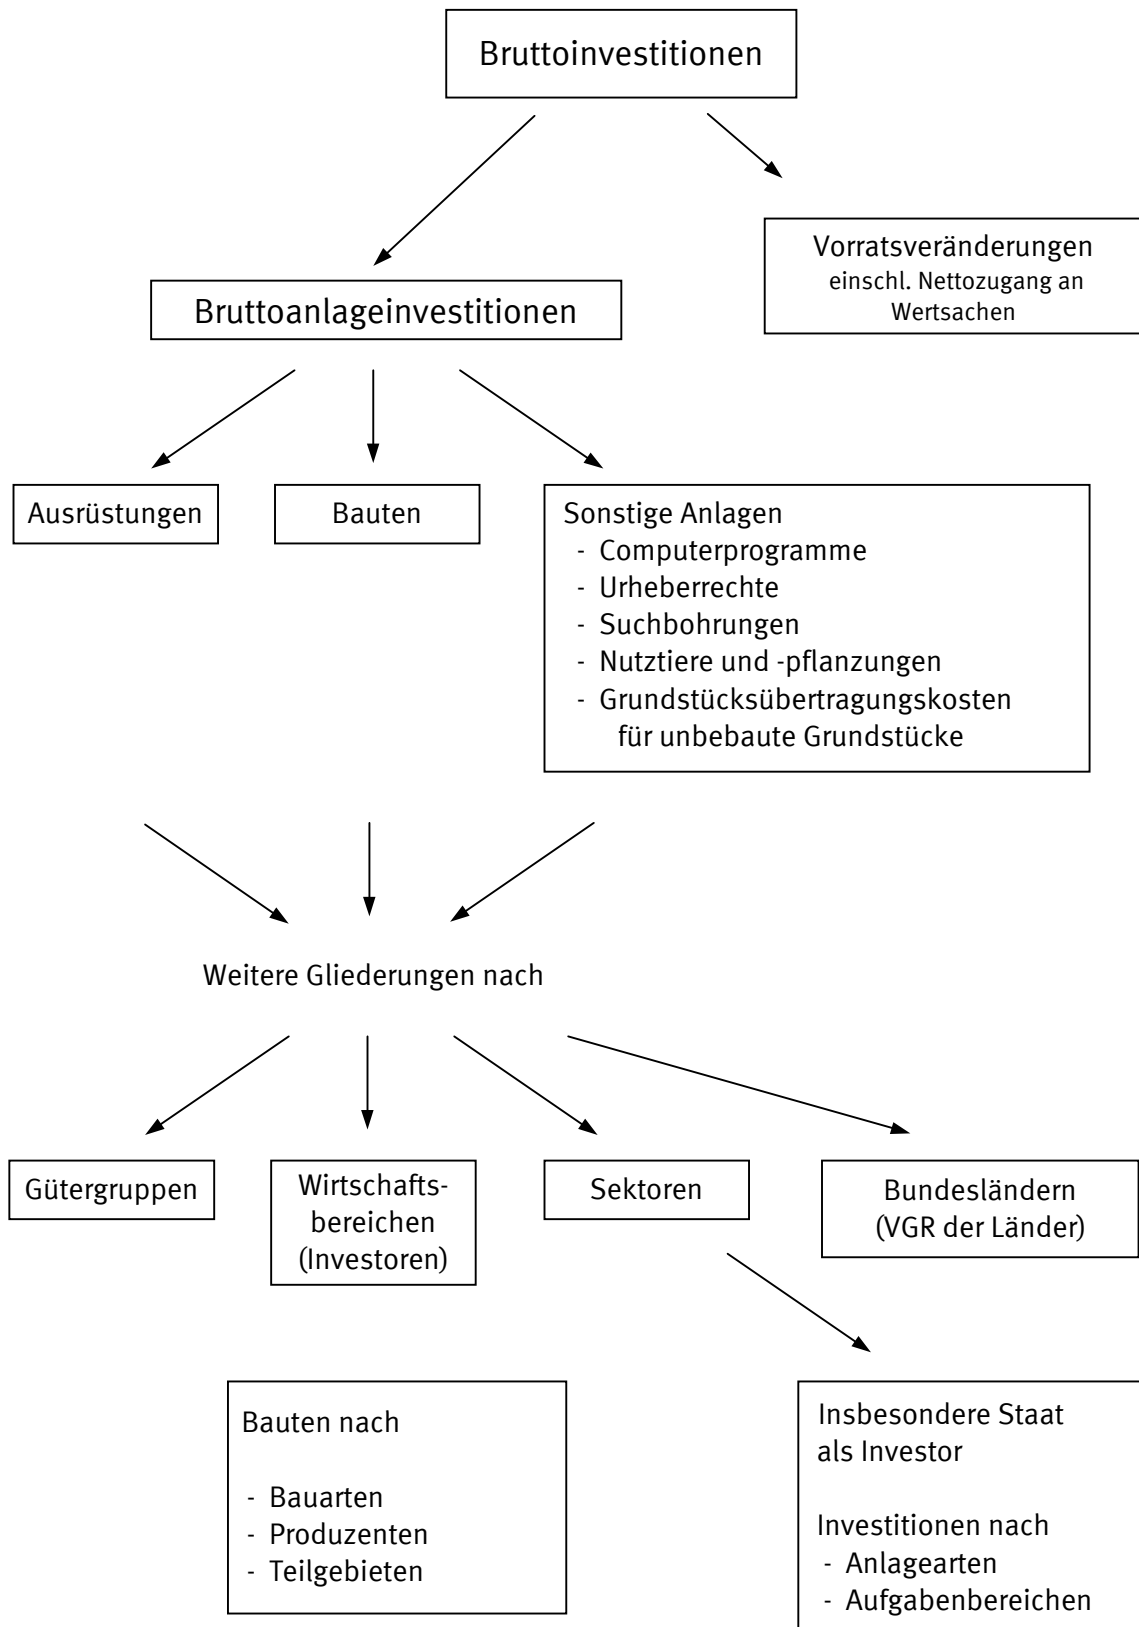 Bruttoinvestitionen
Vorratsveränderungen
einschl. Nettozugang an
Wertsachen
Bruttoanlageinvestitionen
Ausrüstungen
Bauten
Sonstige Anlagen
- Computerprogramme
- Urheberrechte
- Suchbohrungen
- Nutztiere und -pflanzungen
- Grundstücksübertragungskosten
für unbebaute Grundstücke
Weitere Gliederungen nach
Gütergruppen
Wirtschafts-
bereichen
(Investoren)
Sektoren
Bundesländern
(VGR der Länder)
Bauten nach
- Bauarten
- Produzenten
- Teilgebieten
Insbesondere Staat
als Investor
Investitionen nach
- Anlagearten
- Aufgabenbereichen